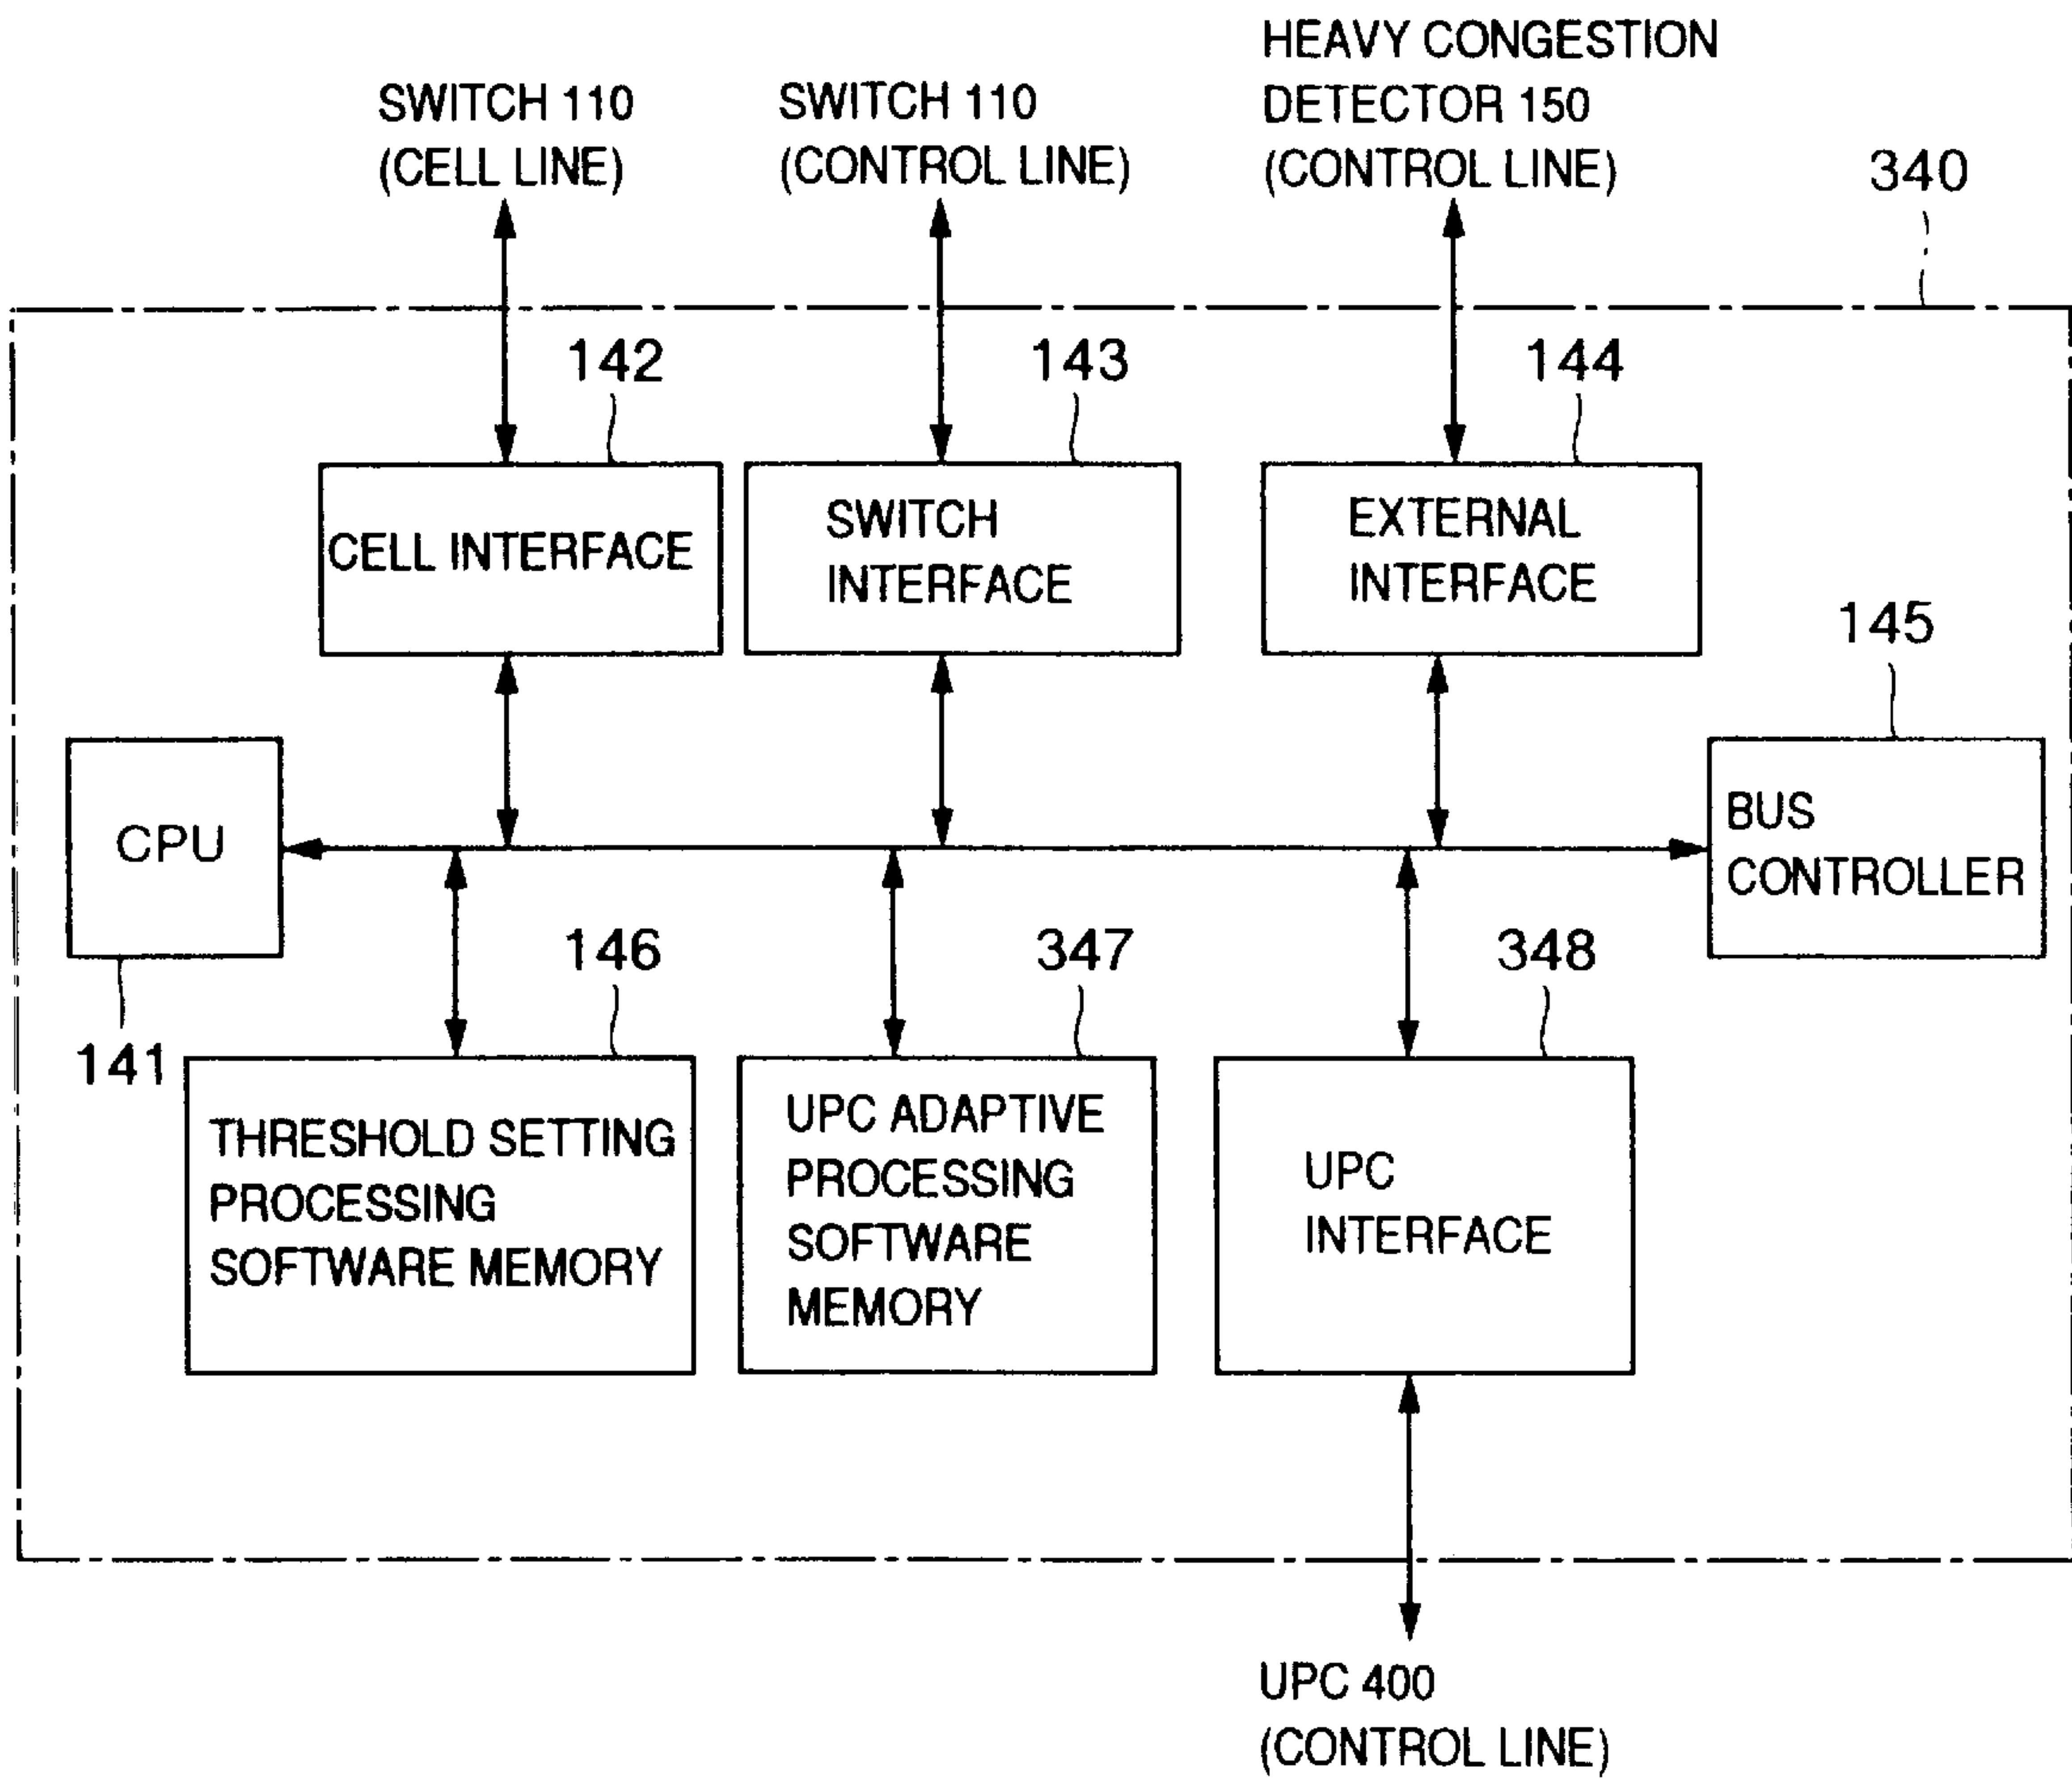 HEAVY CONGESTION
DETECTOR 150
(CONTROL LINE)
SWITCH 110
(CELL LINE)
SWITCH 110
(CONTROL LINE)
340
142
143
144
CELL INTERFACE
SWITCH
INTERFACE
EXTERNAL
INTERFACE
145
CPU
BUS
CONTROLLER
141
146
347
348
THRESHOLD SETTING
PROCESSING
SOFTWARE MEMORY
UPC ADAPTIVE
PROCESSING
SOFTWARE
MEMORY
UPC
INTERFACE
UPC 400
(CONTROL LINE)